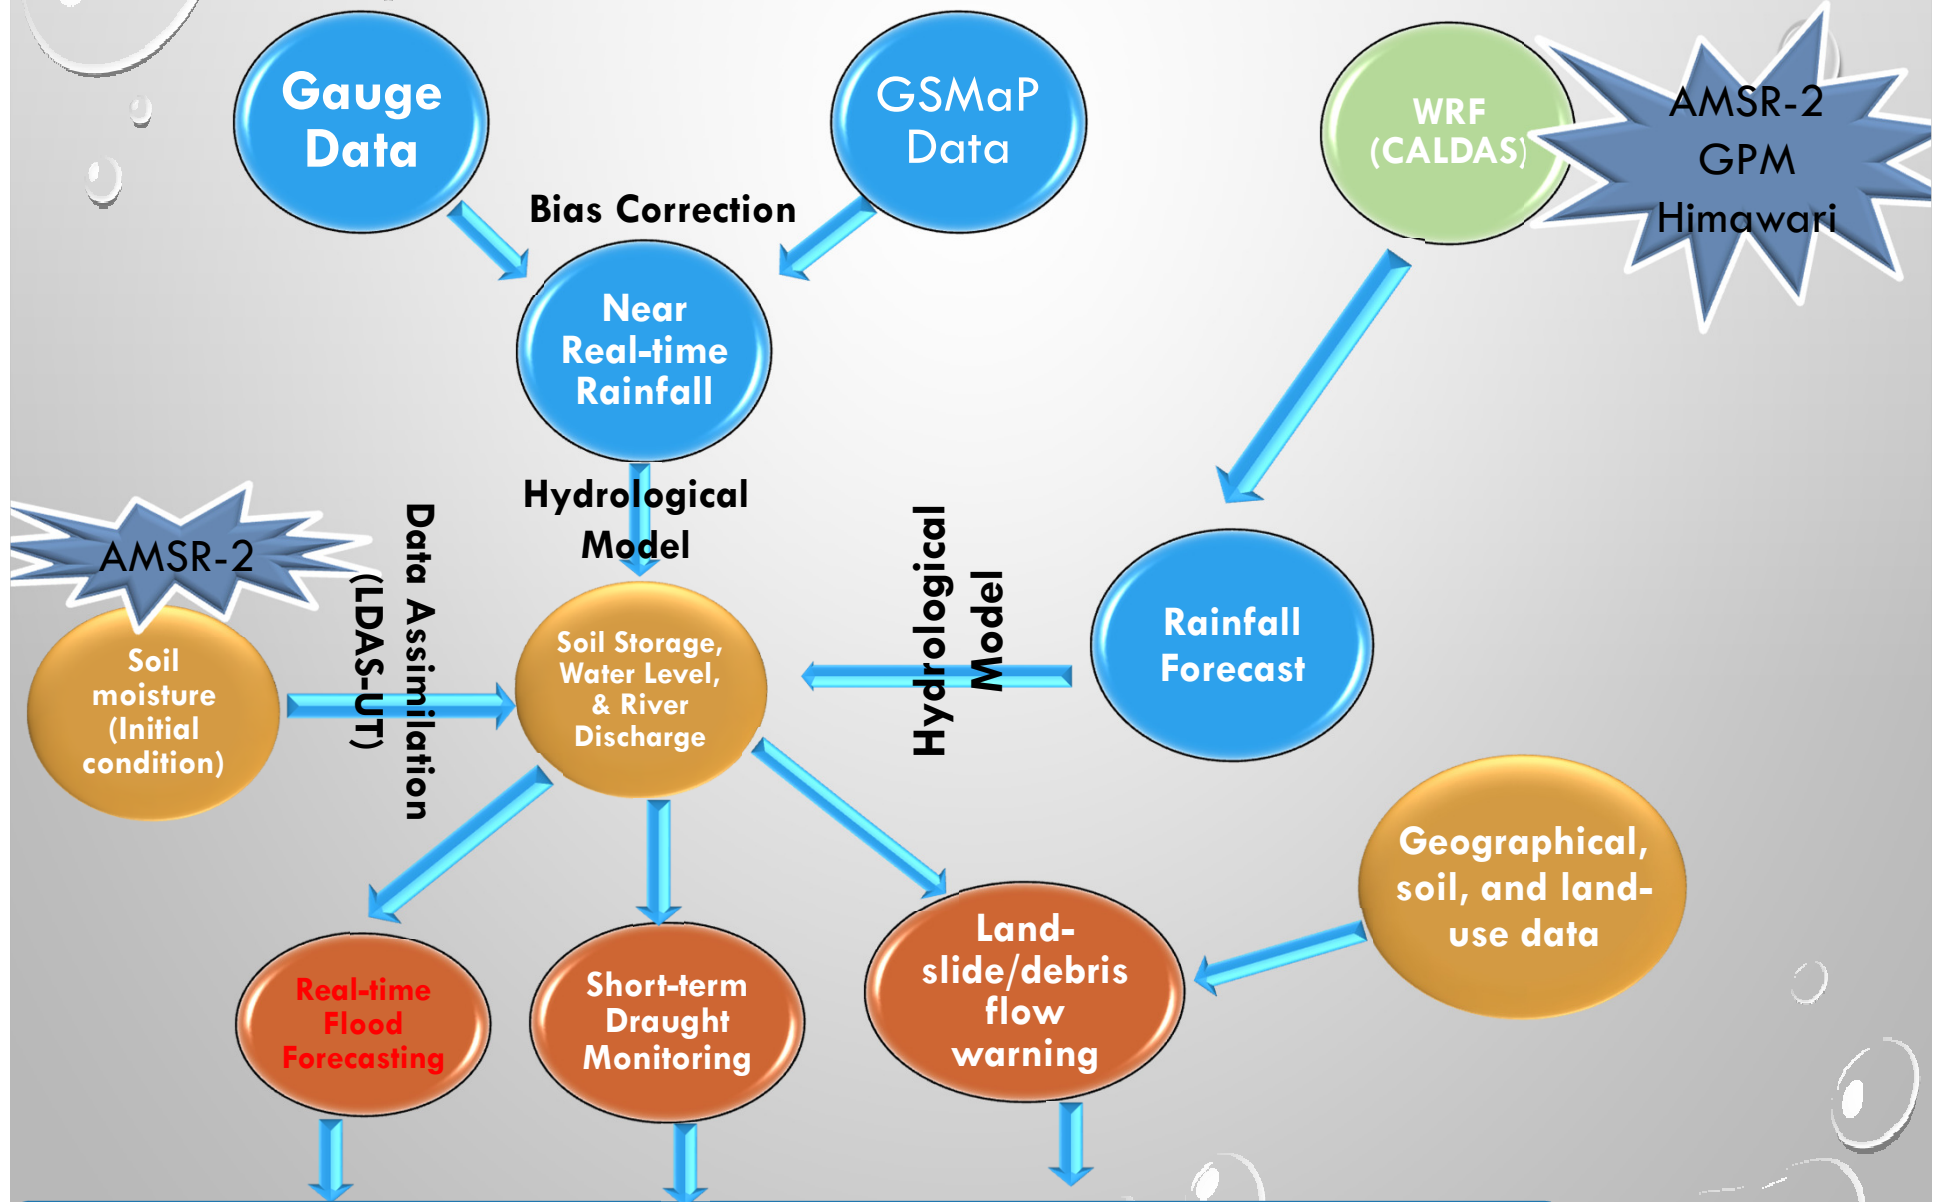 Gauge
Data
GSMaP
Data
WRF
(CALDAS)
AMSR-2
GPM
Himawari
Bias Correction
Near
Real-time
Rainfall
Hydrological
Model
AMSR-2
Soil
moisture
(Initial
condition)
Data Assimilation
(LDAS-UT)
Soil Storage,
Water Level,
& River
Discharge
Hydrological
Model
Rainfall
Forecast
Geographical,
soil, and land-
use data
Real-time
Flood
Forecasting
Short-term
Draught
Monitoring
Land-
slide/debris
flow
warning